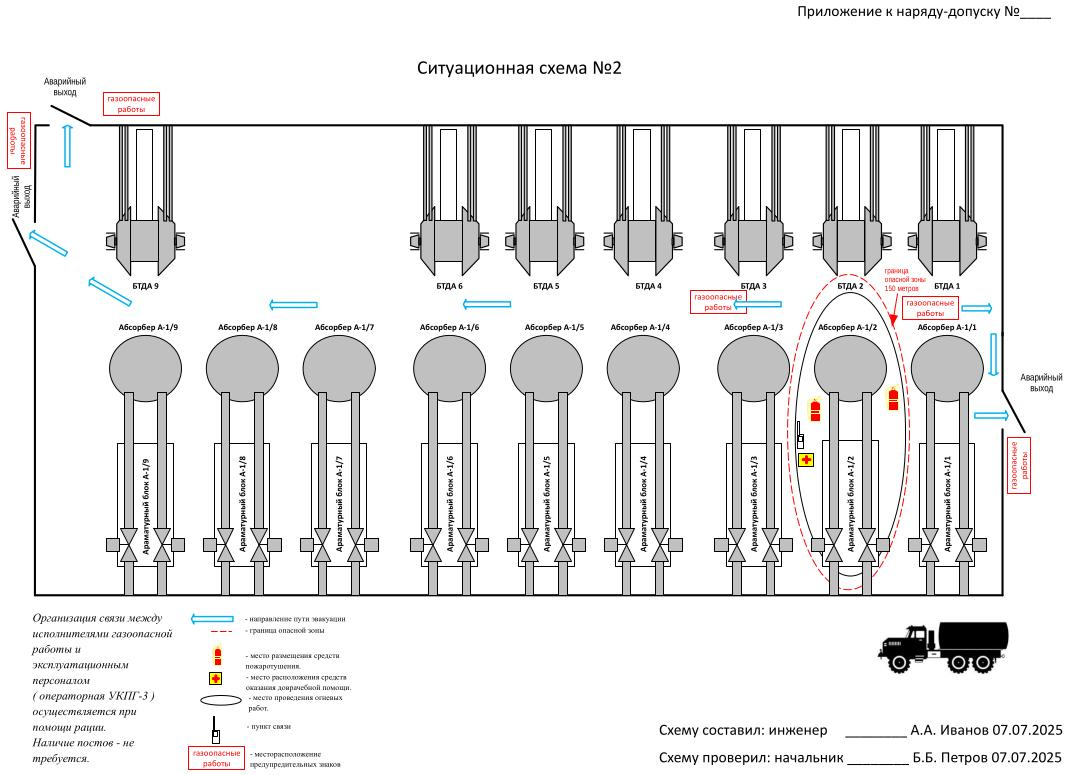 Приложение к наряду-допуску №____
Ситуационная схема №2
Аварийный
выход
газоопасные
работы
газоопасные
работы
Аварийный
выход
БТДА 9
БТДА 6
БТДА 5
БТДА 4
БТДА 3
БТДА 2
БТДА 1
граница
опасной зоны
150 метров
газоопасные
работы
газоопасные
работы
Абсорбер А-1/9
Абсорбер А-1/8
Абсорбер А-1/7
Абсорбер А-1/6
Абсорбер А-1/5
Абсорбер А-1/4
Абсорбер А-1/3
Абсорбер А-1/2
Абсорбер А-1/1
Аварийный
выход
газоопасные
работы
Араматурный блок А-1/9
Араматурный блок А-1/8
Араматурный блок А-1/7
Араматурный блок А-1/6
Араматурный блок А-1/5
Араматурный блок А-1/4
Араматурный блок А-1/3
Араматурный блок А-1/2
Араматурный блок А-1/1
Организация связи между
исполнителями газоопасной
работы и
эксплуатационным
персоналом
( операторная УКПГ-3 )
осуществляется при
помощи рации.
Наличие постов - не
требуется.
- направление пути эвакуации
- граница опасной зоны
- место размещения средств
пожаротушения.
- место расположения средств
оказания доврачебной помощи.
- место проведения огневых
работ.
- пункт связи
газоопасные
работы
- месторасположение
предупредительных знаков
Схему составил: инженер ________ А.А. Иванов 07.07.2025
Схему проверил: начальник ________ Б.Б. Петров 07.07.2025